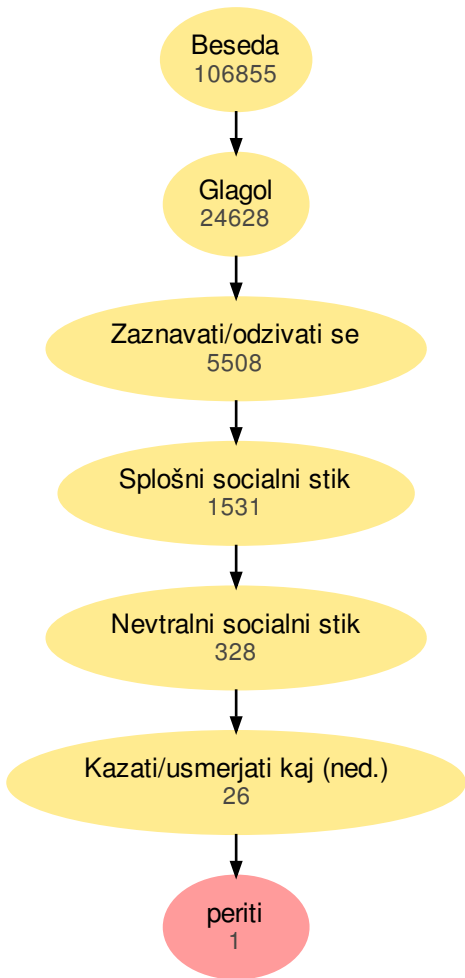 Beseda
106855
Glagol
24628
Zaznavati/odzivati se
5508
Splošni socialni stik
1531
Nevtralni socialni stik
328
Kazati/usmerjati kaj (ned.)
26
periti
1